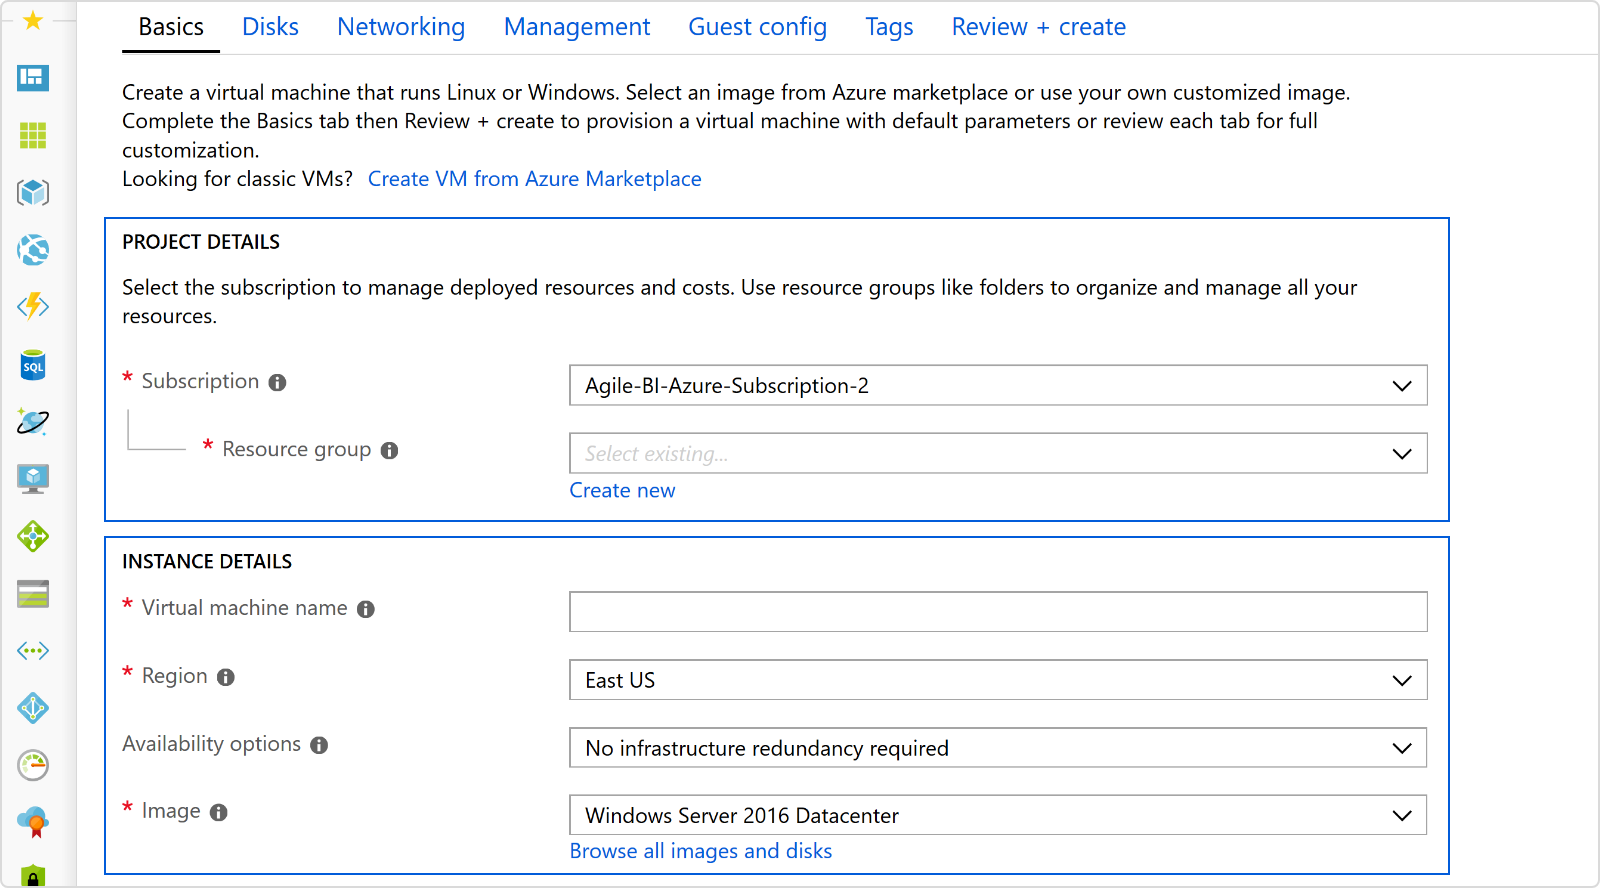 Basics Disks Networking Management Guest config Tags Review + create
Create a virtual machine that runs Linux or Windows. Select an image from Azure marketplace or use your own customized image.
Complete the Basics tab then Review + create to provision a virtual machine with default parameters or review each tab for full
customization.
Looking for classic VMs? Create VM from Azure Marketplace
PROJECT DETAILS
Select the subscription to manage deployed resources and costs. Use resource groups like folders to organize and manage all your
resources.
* Subscription Agile-BI-Azure-Subscription-2
* Resource group Select existing...
Create new
INSTANCE DETAILS
* Virtual machine name
* Region East US
Availability options No infrastructure redundancy required
* Image Windows Server 2016 Datacenter
Browse all images and disks
SQL